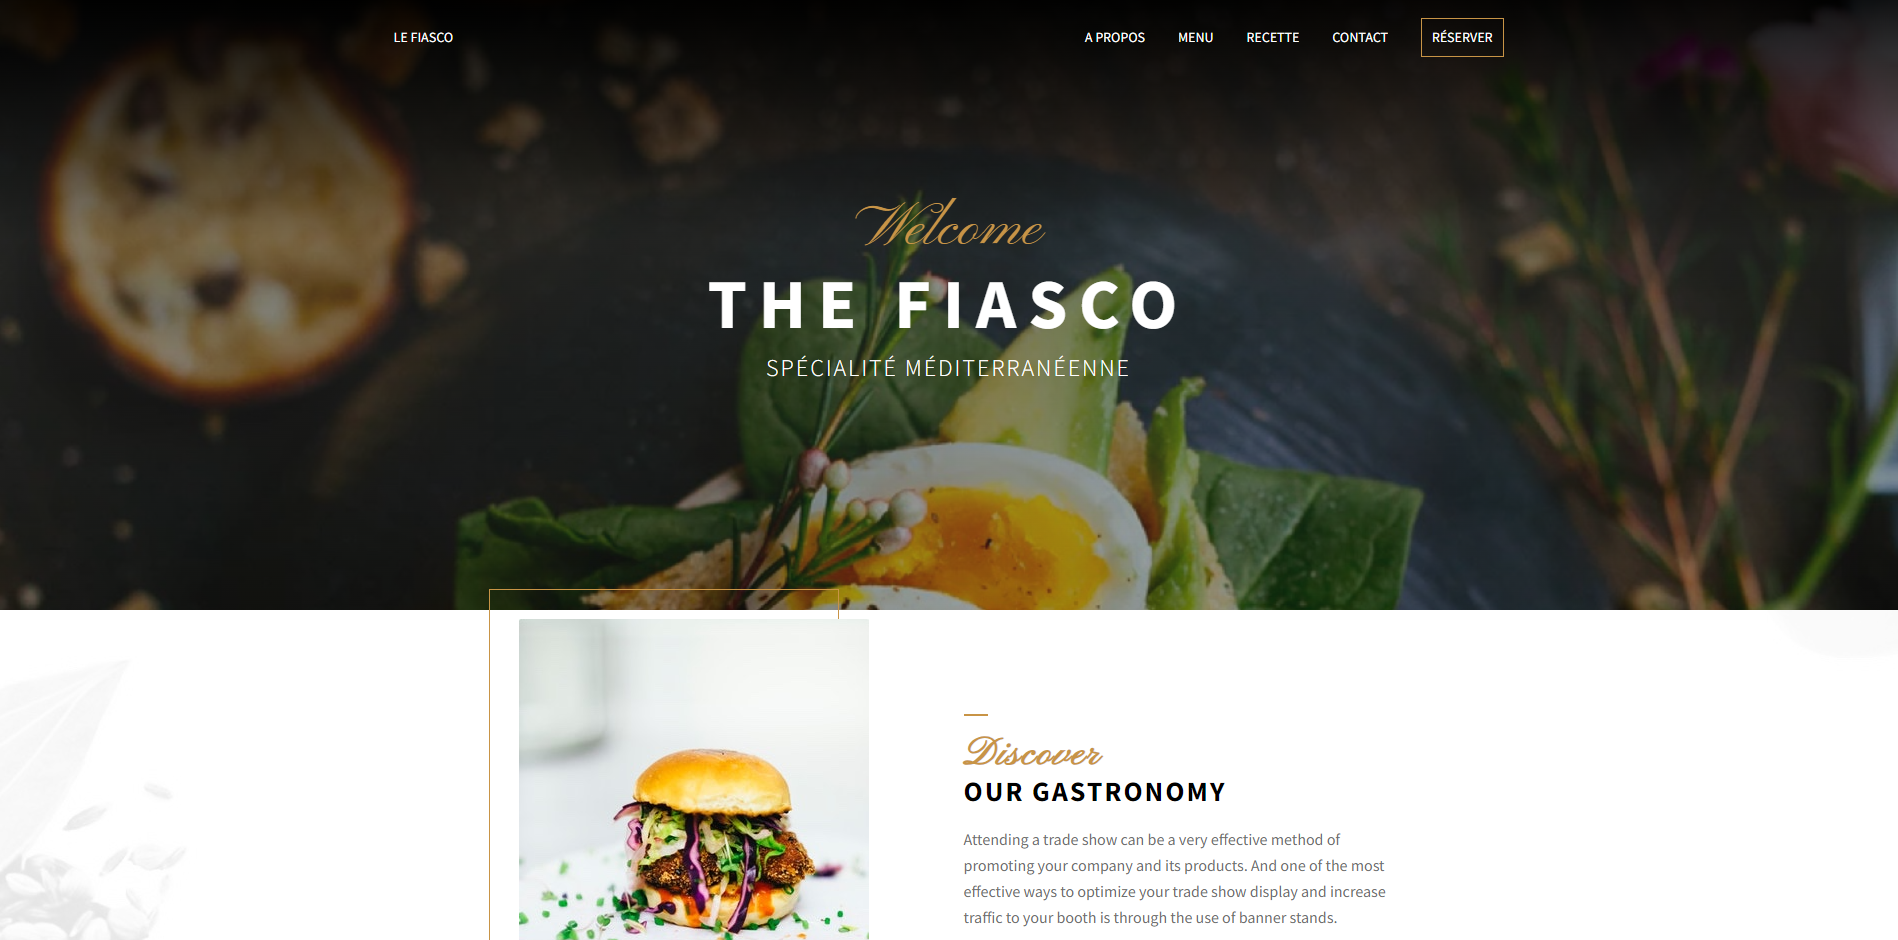 LE FIASCO
A PROPOS MENU RECETTE CONTACT RÉSERVER
Welcome
THE FIASCO
SPÉCIALITÉ MÉDITERRANÉENNE
Discover
OUR GASTRONOMY
Attending a trade show can be a very effective method of
promoting your company and its products. And one of the most
effective ways to optimize your trade show display and increase
traffic to your booth is through the use of banner stands.